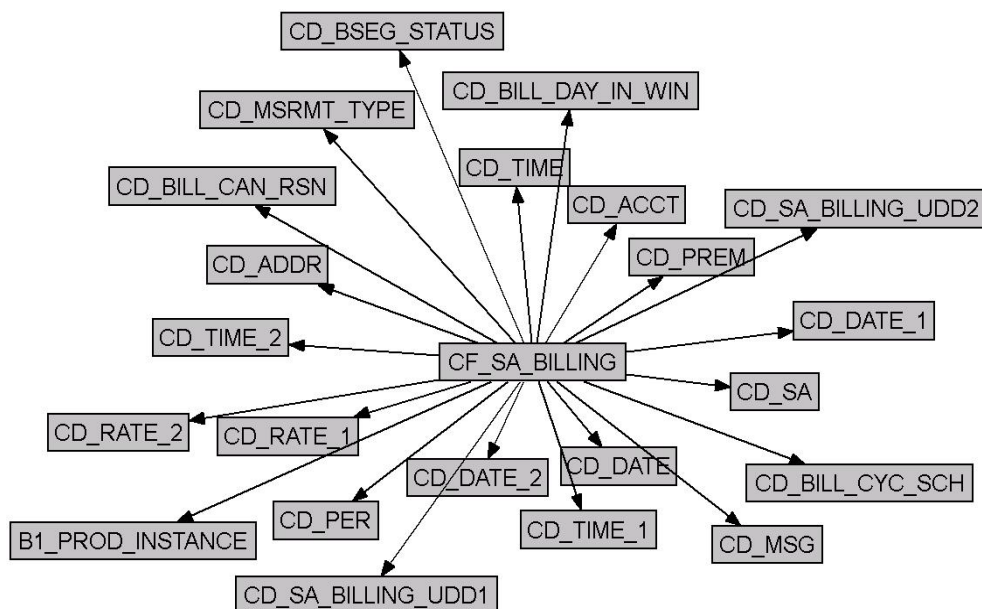 CD_BSEG_STATUS
CD_BILL_DAY_IN_WIN
CD_MSRMT_TYPE
CD_TIME
CD_BILL_CAN_RSN
CD_ACCT
CD_SA_BILLING_UDD2
CD_ADDR
CD_PREM
CD_DATE_1
CD_TIME_2
CF_SA_BILLING
CD_SA
CD_RATE_2
CD_RATE_1
CD_DATE_2
CD_DATE
CD_BILL_CYC_SCH
B1_PROD_INSTANCE
CD_PER
CD_TIME_1
CD_MSG
CD_SA_BILLING_UDD1